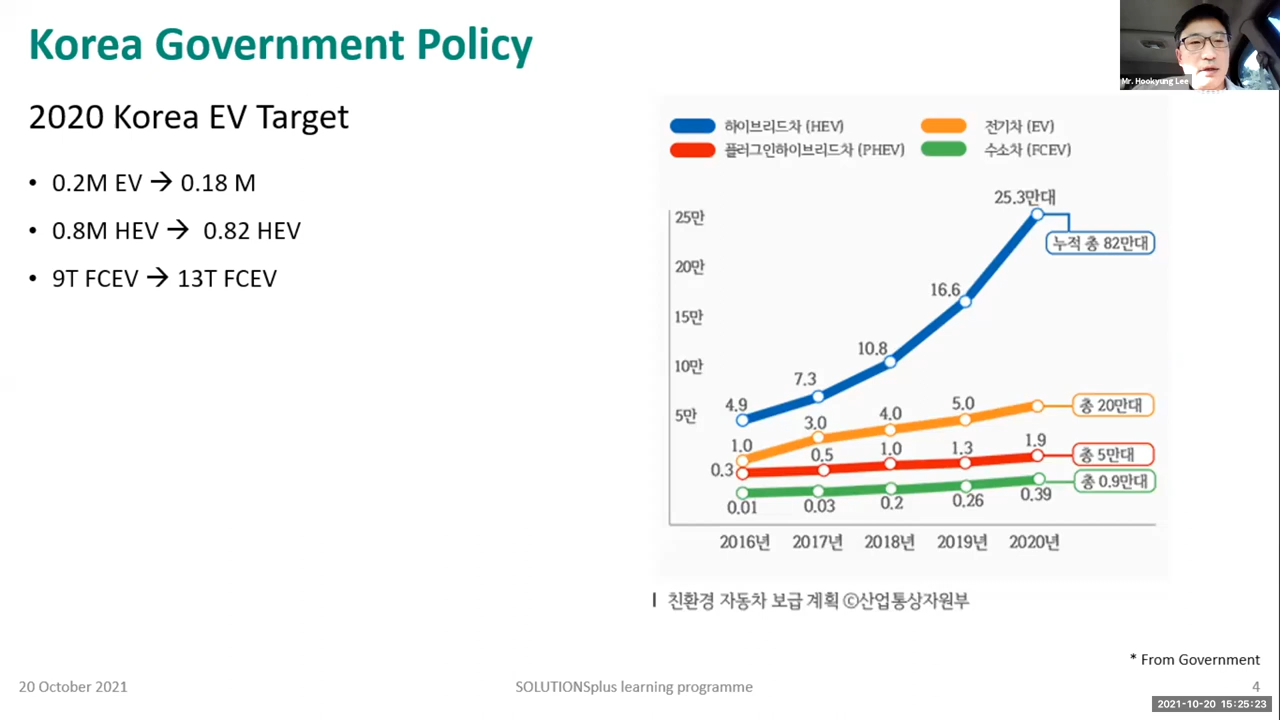 Korea Government Policy
Mr. Hookyung Lee
2020 Korea EV Target
• 0.2M EV → 0.18 M
• 0.8M HEV → 0.82 HEV
• 9T FCEV → 13T FCEV
하이브리드차 (HEV) 전기차 (EV)
플러그인하이브리드차 (PHEV) 수소차 (FCEV)
25.3만대
25만
누적 총 82만대
20만
16.6
15만
10.8
10만
7.3
4.9
5만
3.0 4.0 5.0
총 20만대
1.0
0.3 0.5 1.0 1.3 1.9
총 5만대
총 0.9만대
0.01 0.03 0.2 0.26 0.39
2016년 2017년 2018년 2019년 2020년
친환경 자동차 보급 계획 ©산업통상자원부
* From Government
20 October 2021 SOLUTIONSplus learning programme 4
2021-10-20 15:25:23